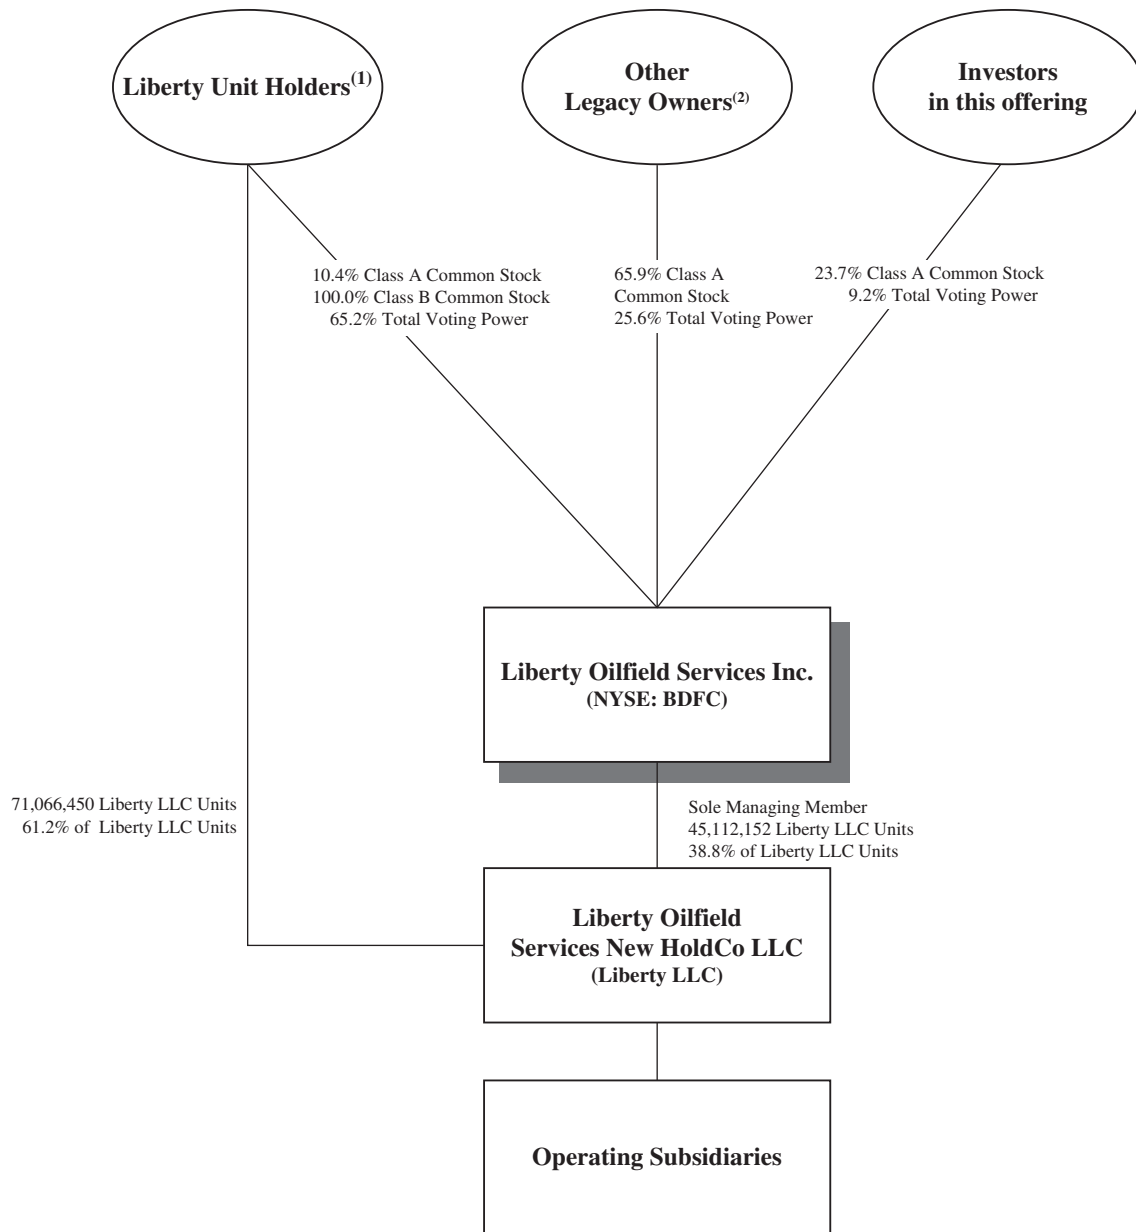 Liberty Unit Holders(1)
Other
Legacy Owners(2)
Investors
in this offering
10.4% Class A Common Stock
100.0% Class B Common Stock
65.2% Total Voting Power
65.9% Class A
Common Stock
25.6% Total Voting Power
23.7% Class A Common Stock
9.2% Total Voting Power
Liberty Oilfield Services Inc.
(NYSE: BDFC)
71,066,450 Liberty LLC Units
61.2% of Liberty LLC Units
Sole Managing Member
45,112,152 Liberty LLC Units
38.8% of Liberty LLC Units
Liberty Oilfield
Services New HoldCo LLC
(Liberty LLC)
Operating Subsidiaries